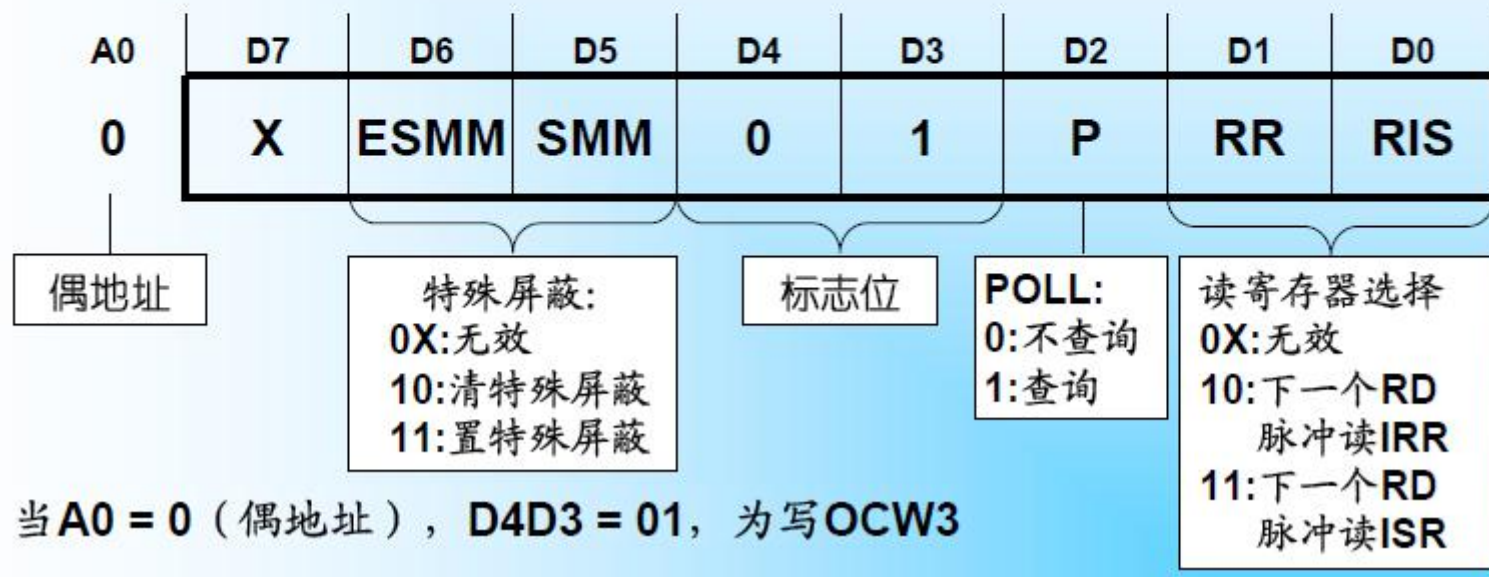 A0 D7 D6 D5 D4 D3 D2 D1 D0
0 X ESMM SMM 0 1 P RR RIS
偶地址
特殊屏蔽:
0X:无效
10:清特殊屏蔽
11:置特殊屏蔽
标志位
POLL:
0:不查询
1:查询
读寄存器选择
0X:无效
10:下一个RD
脉冲读IRR
11:下一个RD
脉冲读ISR
当A0 = 0（偶地址），D4D3 = 01，为写OCW3